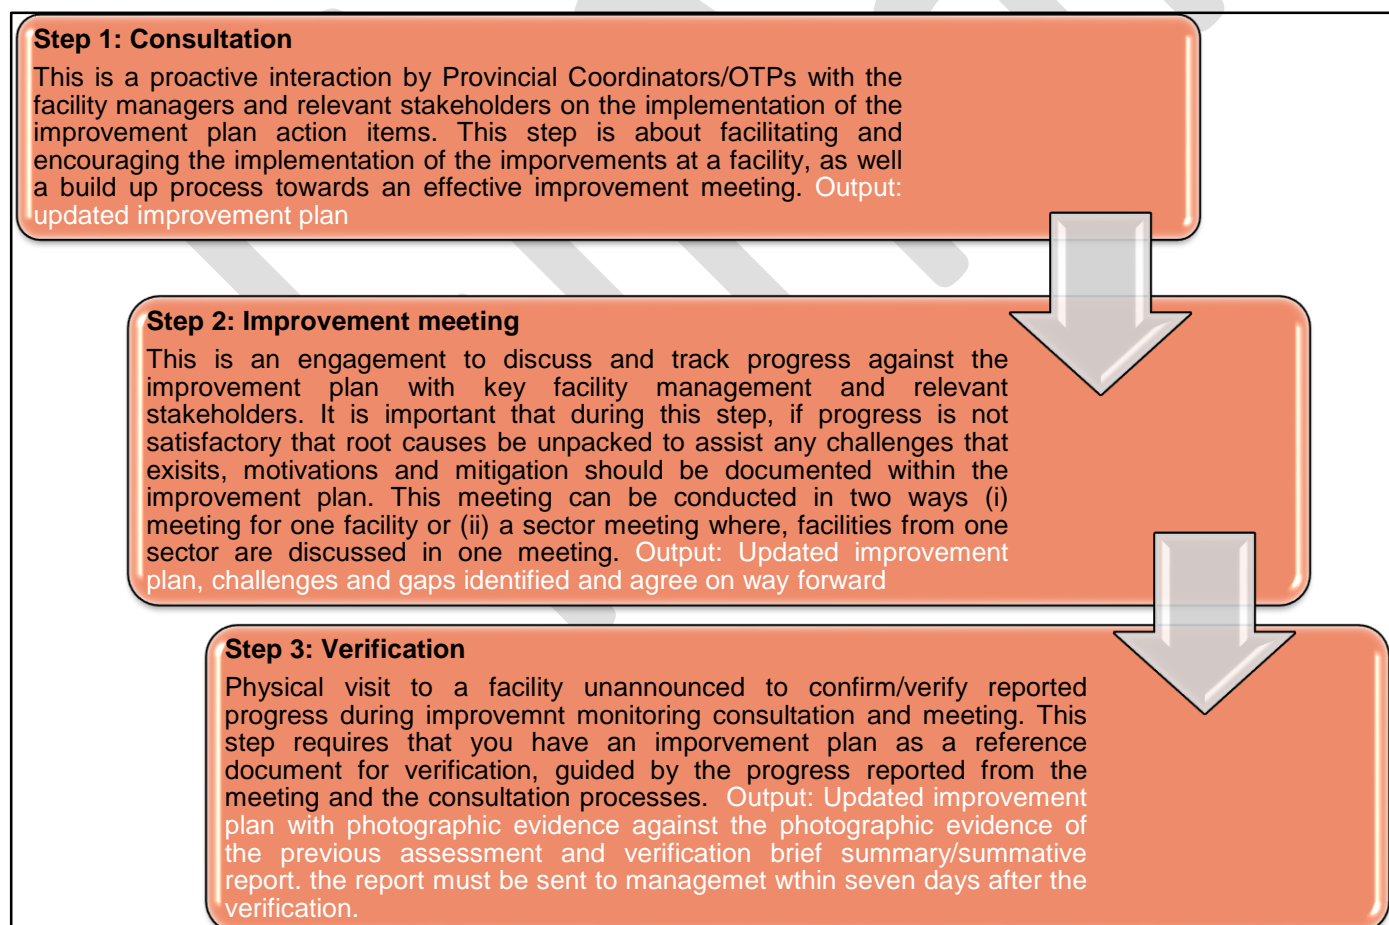 Step 1: Consultation
This is a proactive interaction by Provincial Coordinators/OTPs with the
facility managers and relevant stakeholders on the implementation of the
improvement plan action items. This step is about facilitating and
encouraging the implementation of the imporvements at a facility, as well
a build up process towards an effective improvement meeting. Output:
updated improvement plan
Step 2: Improvement meeting
This is an engagement to discuss and track progress against the
improvement plan with key facility management and relevant
stakeholders. It is important that during this step, if progress is not
satisfactory that root causes be unpacked to assist any challenges that
exisits, motivations and mitigation should be documented within the
improvement plan. This meeting can be conducted in two ways (i)
meeting for one facility or (ii) a sector meeting where, facilities from one
sector are discussed in one meeting. Output: Updated improvement
plan, challenges and gaps identified and agree on way forward
Step 3: Verification
Physical visit to a facility unannounced to confirm/verify reported
progress during improvemnt monitoring consultation and meeting. This
step requires that you have an imporvement plan as a reference
document for verification, guided by the progress reported from the
meeting and the consultation processes. Output: Updated improvement
plan with photographic evidence against the photographic evidence of
the previous assessment and verification brief summary/summative
report. the report must be sent to managemet wthin seven days after the
verification.